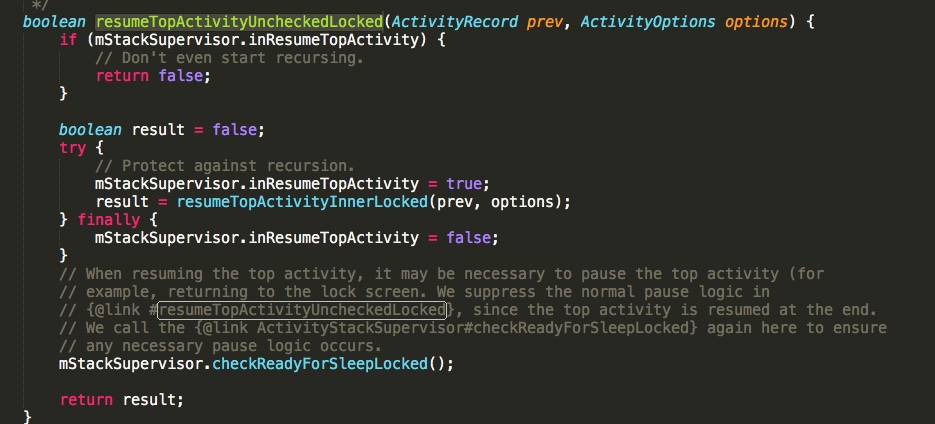 */
boolean resumeTopActivityUncheckedLocked(ActivityRecord prev, ActivityOptions options) {
    if (mStackSupervisor.inResumeTopActivity) {
        // Don't even start recursing.
        return false;
    }

    boolean result = false;
    try {
        // Protect against recursion.
        mStackSupervisor.inResumeTopActivity = true;
        result = resumeTopActivityInnerLocked(prev, options);
    } finally {
        mStackSupervisor.inResumeTopActivity = false;
    }
    // When resuming the top activity, it may be necessary to pause the top activity (for
    // example, returning to the lock screen. We suppress the normal pause logic in
    // {@link #resumeTopActivityUncheckedLocked}, since the top activity is resumed at the end.
    // We call the {@link ActivityStackSupervisor#checkReadyForSleepLocked} again here to ensure
    // any necessary pause logic occurs.
    mStackSupervisor.checkReadyForSleepLocked();

    return result;
}